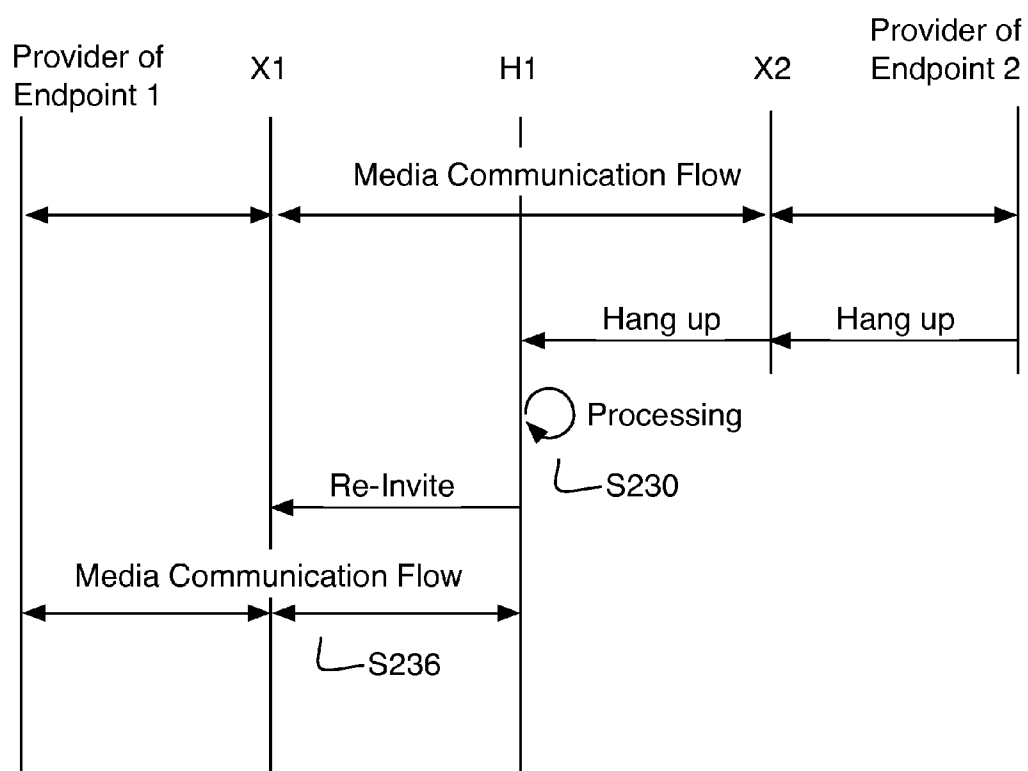 Provider of
Endpoint 1
X1
H1
X2
Provider of
Endpoint 2
Media Communication Flow
Hang up
Hang up
Processing
S230
Re-Invite
Media Communication Flow
S236